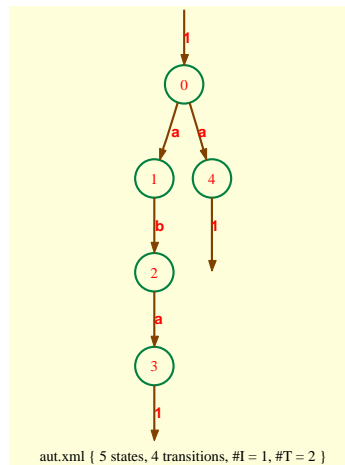 1
0
a a
1 4
b 1
2
a
3
1
aut.xml { 5 states, 4 transitions, #I = 1, #T = 2 }